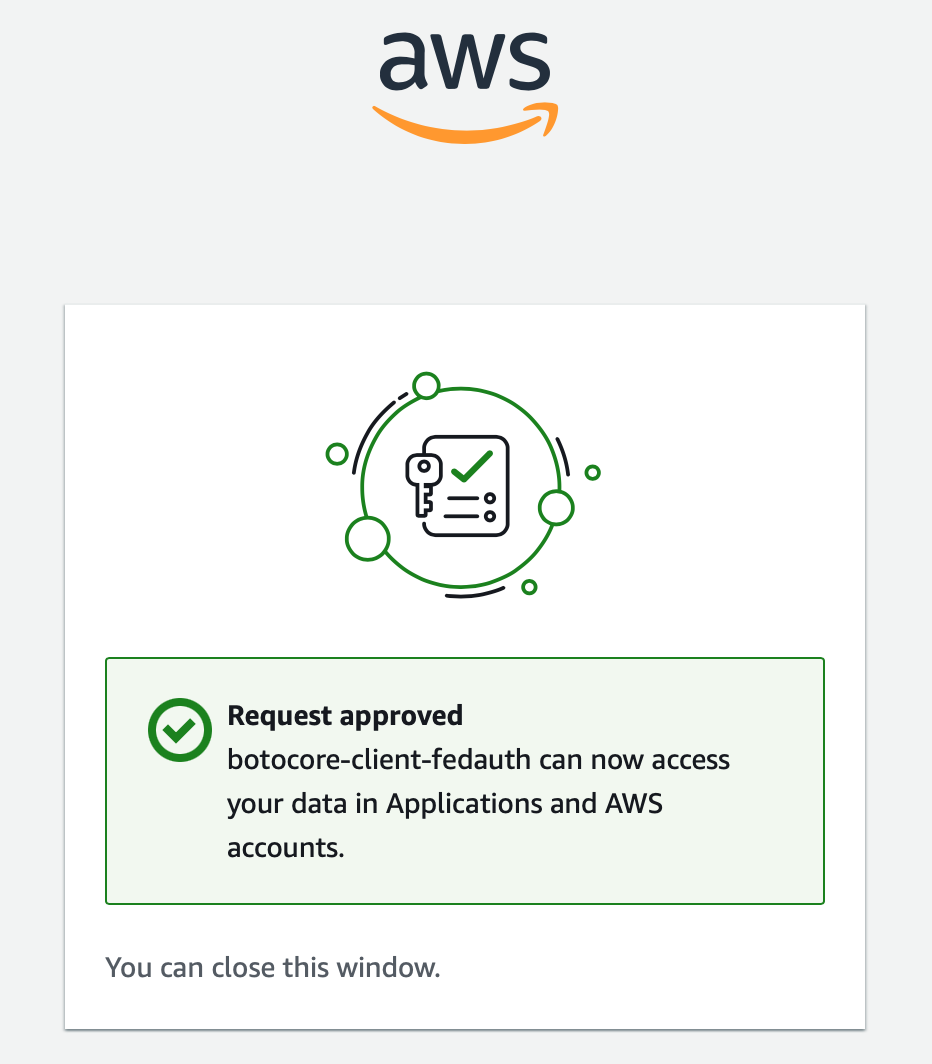 aws
Request approved
botocore-client-fedauth can now access
your data in Applications and AWS
accounts.
You can close this window.